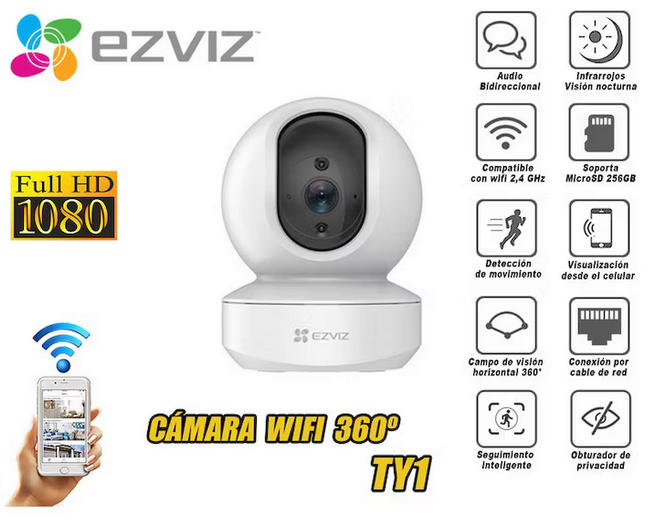 ezviz™
Full HD
1080
EZVIZ
CÁMARA WIFI 360º
TY1
Audio
Bidireccional
Infrarrojos
Visión nocturna
Compatible
con wifi 2,4 GHz
Soporta
MicroSD 256GB
Detección
de movimiento
Visualización
desde el celular
Campo de visión
horizontal 360°
Conexión por
cable de red
Seguimiento
Inteligente
Obturador de
privacidad